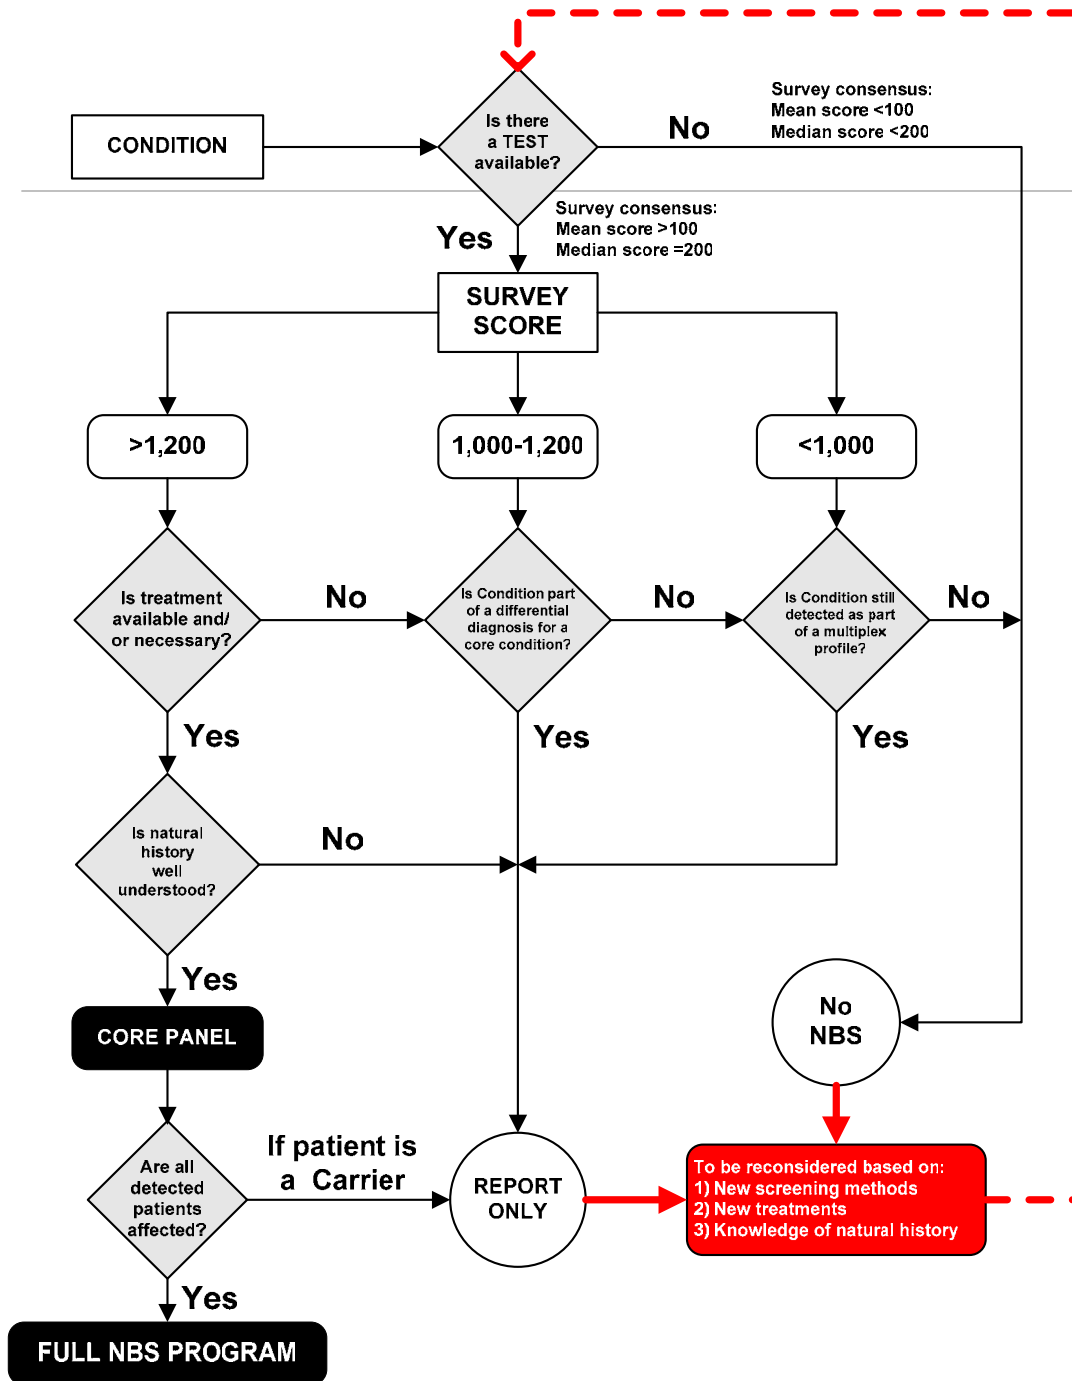 Survey consensus:
Mean score <100
Median score <200
No
CONDITION
Is there
a TEST
available?
Survey consensus:
Mean score >100
Median score =200
Yes
SURVEY
SCORE
>1,200
1,000-1,200
<1,000
Is treatment
available and/
or necessary?
No
Is Condition part
of a differential
diagnosis for a
core condition?
No
Is Condition still
detected as part
of a multiplex
profile?
No
Yes
Yes
Yes
Is natural
history
well
understood?
No
Yes
CORE PANEL
No
NBS
Are all
detected
patients
affected?
If patient is
a Carrier
REPORT
ONLY
To be reconsidered based on:
1) New screening methods
2) New treatments
3) Knowledge of natural history
Yes
FULL NBS PROGRAM